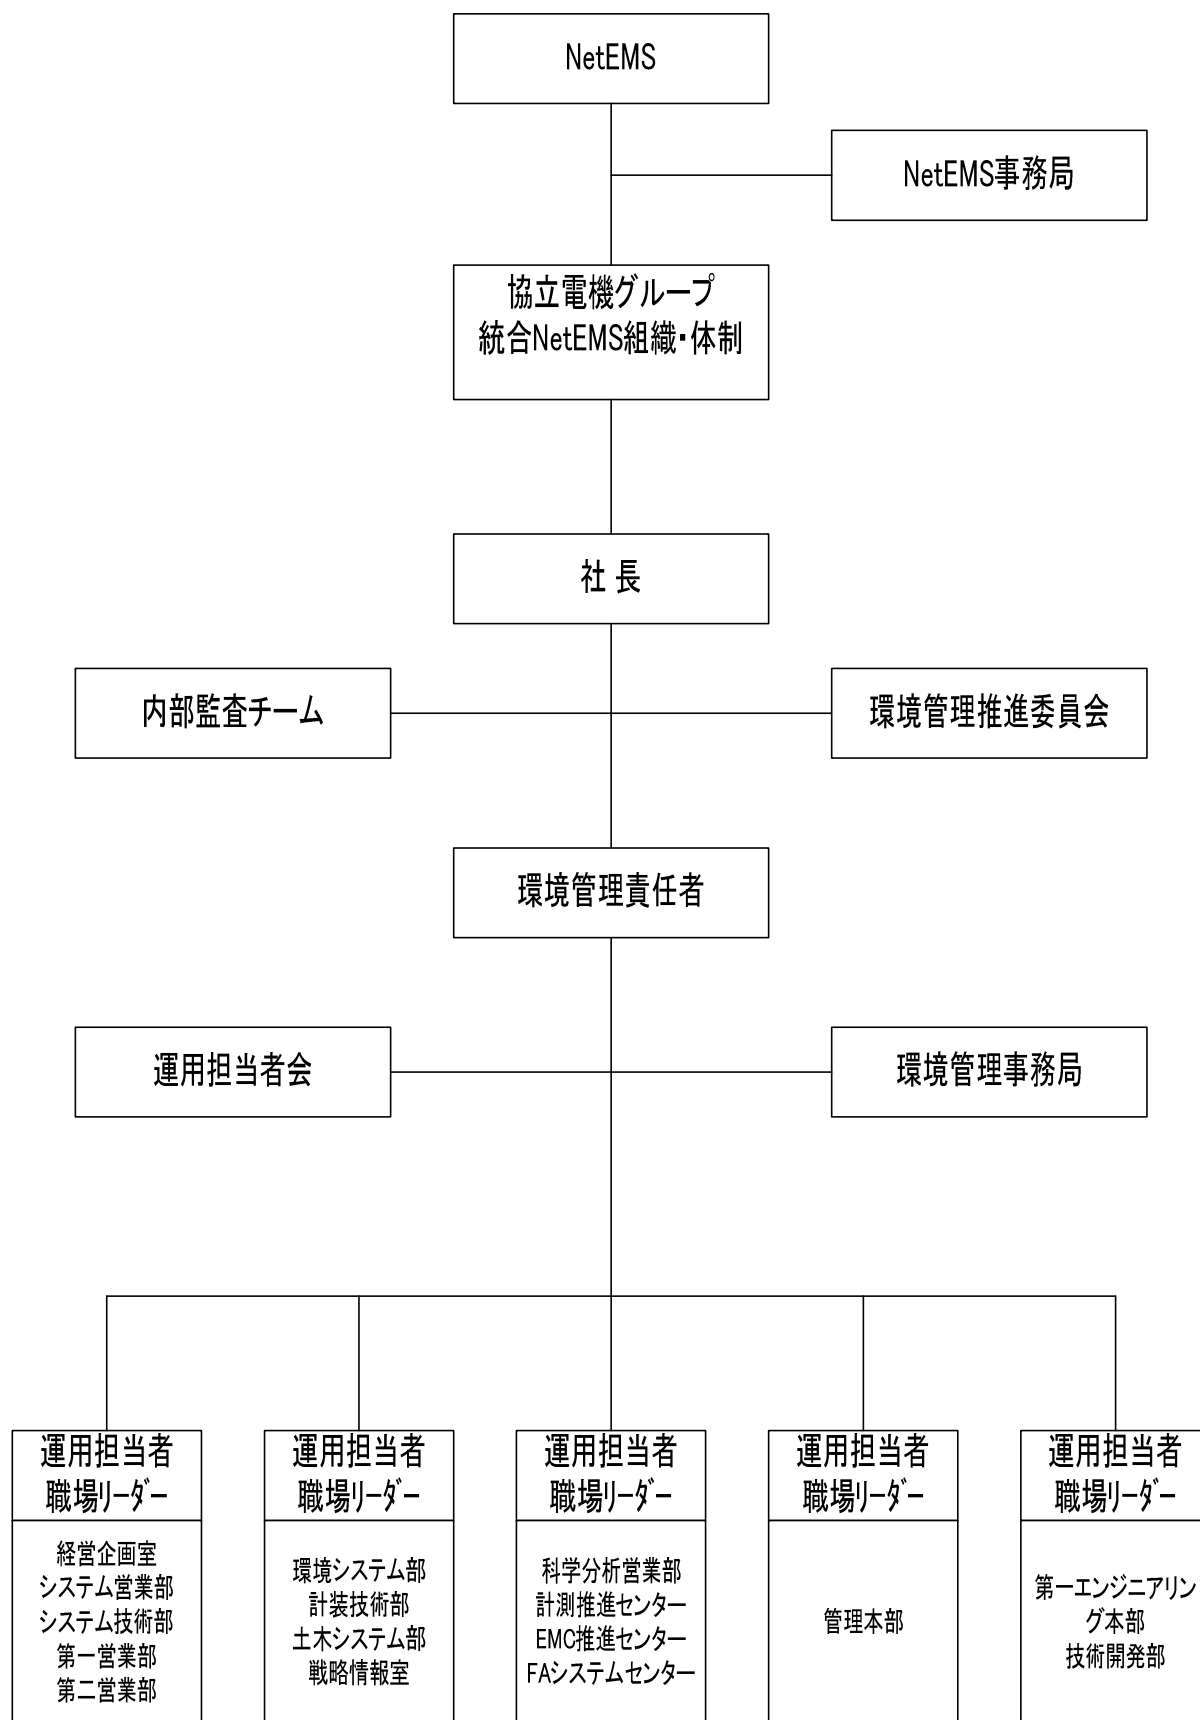 NetEMS
NetEMS事務局
協立電機グループ
統合NetEMS組織・体制
社 長
内部監査チーム
環境管理推進委員会
環境管理責任者
運用担当者会
環境管理事務局
運用担当者
職場リーダー
経営企画室
システム営業部
システム技術部
第一営業部
第二営業部
運用担当者
職場リーダー
環境システム部
計装技術部
土木システム部
戦略情報室
運用担当者
職場リーダー
科学分析営業部
計測推進センター
EMC推進センター
FAシステムセンター
運用担当者
職場リーダー
管理本部
運用担当者
職場リーダー
第一エンジニアリン
グ本部
技術開発部